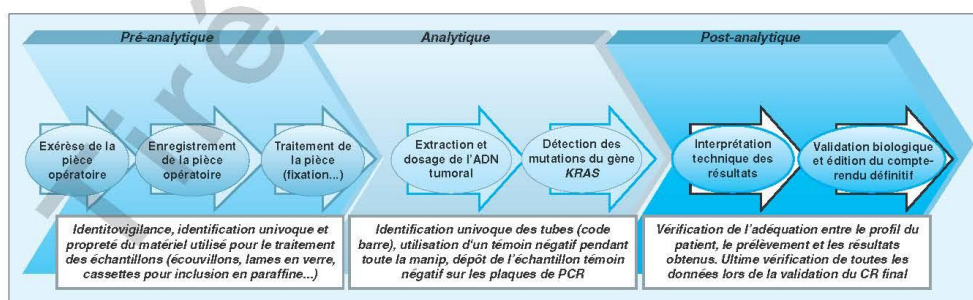 Pré-analytique
Analytique
Post-analytique
Exérèse de la
pièce
opératoire
Enregistrement
de la pièce
opératoire
Traitement de
la pièce
(fixation...)
Extraction et
dosage de l'ADN
tumoral
Détection des
mutations du gène
KRAS
Interprétation
technique des
résultats
Validation biologique
et édition du compte-
rendu définitif
Identitovigilance, identification univoque et
propreté du matériel utilisé pour le traitement
des échantillons (écouvillons, lames en verre,
cassettes pour inclusion en paraffine...)
Identification univoque des tubes (code
barre), utilisation d'un témoin négatif pendant
toute la manip, dépôt de l'échantillon témoin
négatif sur les plaques de PCR
Vérification de l'adéquation entre le profil du
patient, le prélèvement et les résultats
obtenus. Ultime vérification de toutes les
données lors de la validation du CR final